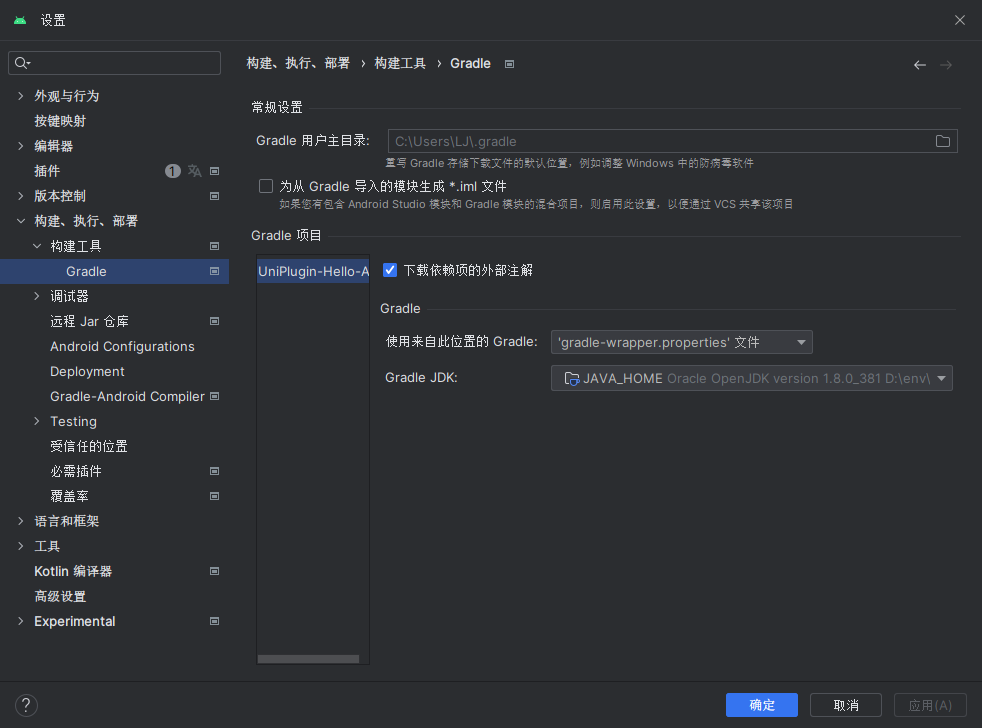 设置
构建、执行、部署 › 构建工具 › Gradle
外观与行为
按键映射
编辑器
插件 1
版本控制
构建、执行、部署
构建工具
Gradle
调试器
远程 Jar 仓库
Android Configurations
Deployment
Gradle-Android Compiler
Testing
受信任的位置
必需插件
覆盖率
语言和框架
工具
Kotlin 编译器
高级设置
Experimental
常规设置
Gradle 用户主目录: C:\Users\LJ\.gradle
重写 Gradle 存储下载文件的默认位置，例如调整 Windows 中的防病毒软件
为从 Gradle 导入的模块生成 *.iml 文件
如果您有包含 Android Studio 模块和 Gradle 模块的混合项目，则启用此设置，以便通过 VCS 共享该项目
Gradle 项目
UniPlugin-Hello-A
下载依赖项的外部注解
Gradle
使用来自此位置的 Gradle: 'gradle-wrapper.properties' 文件
Gradle JDK: JAVA_HOME Oracle OpenJDK version 1.8.0_381 D:\env\
?
确定 取消 应用(A)